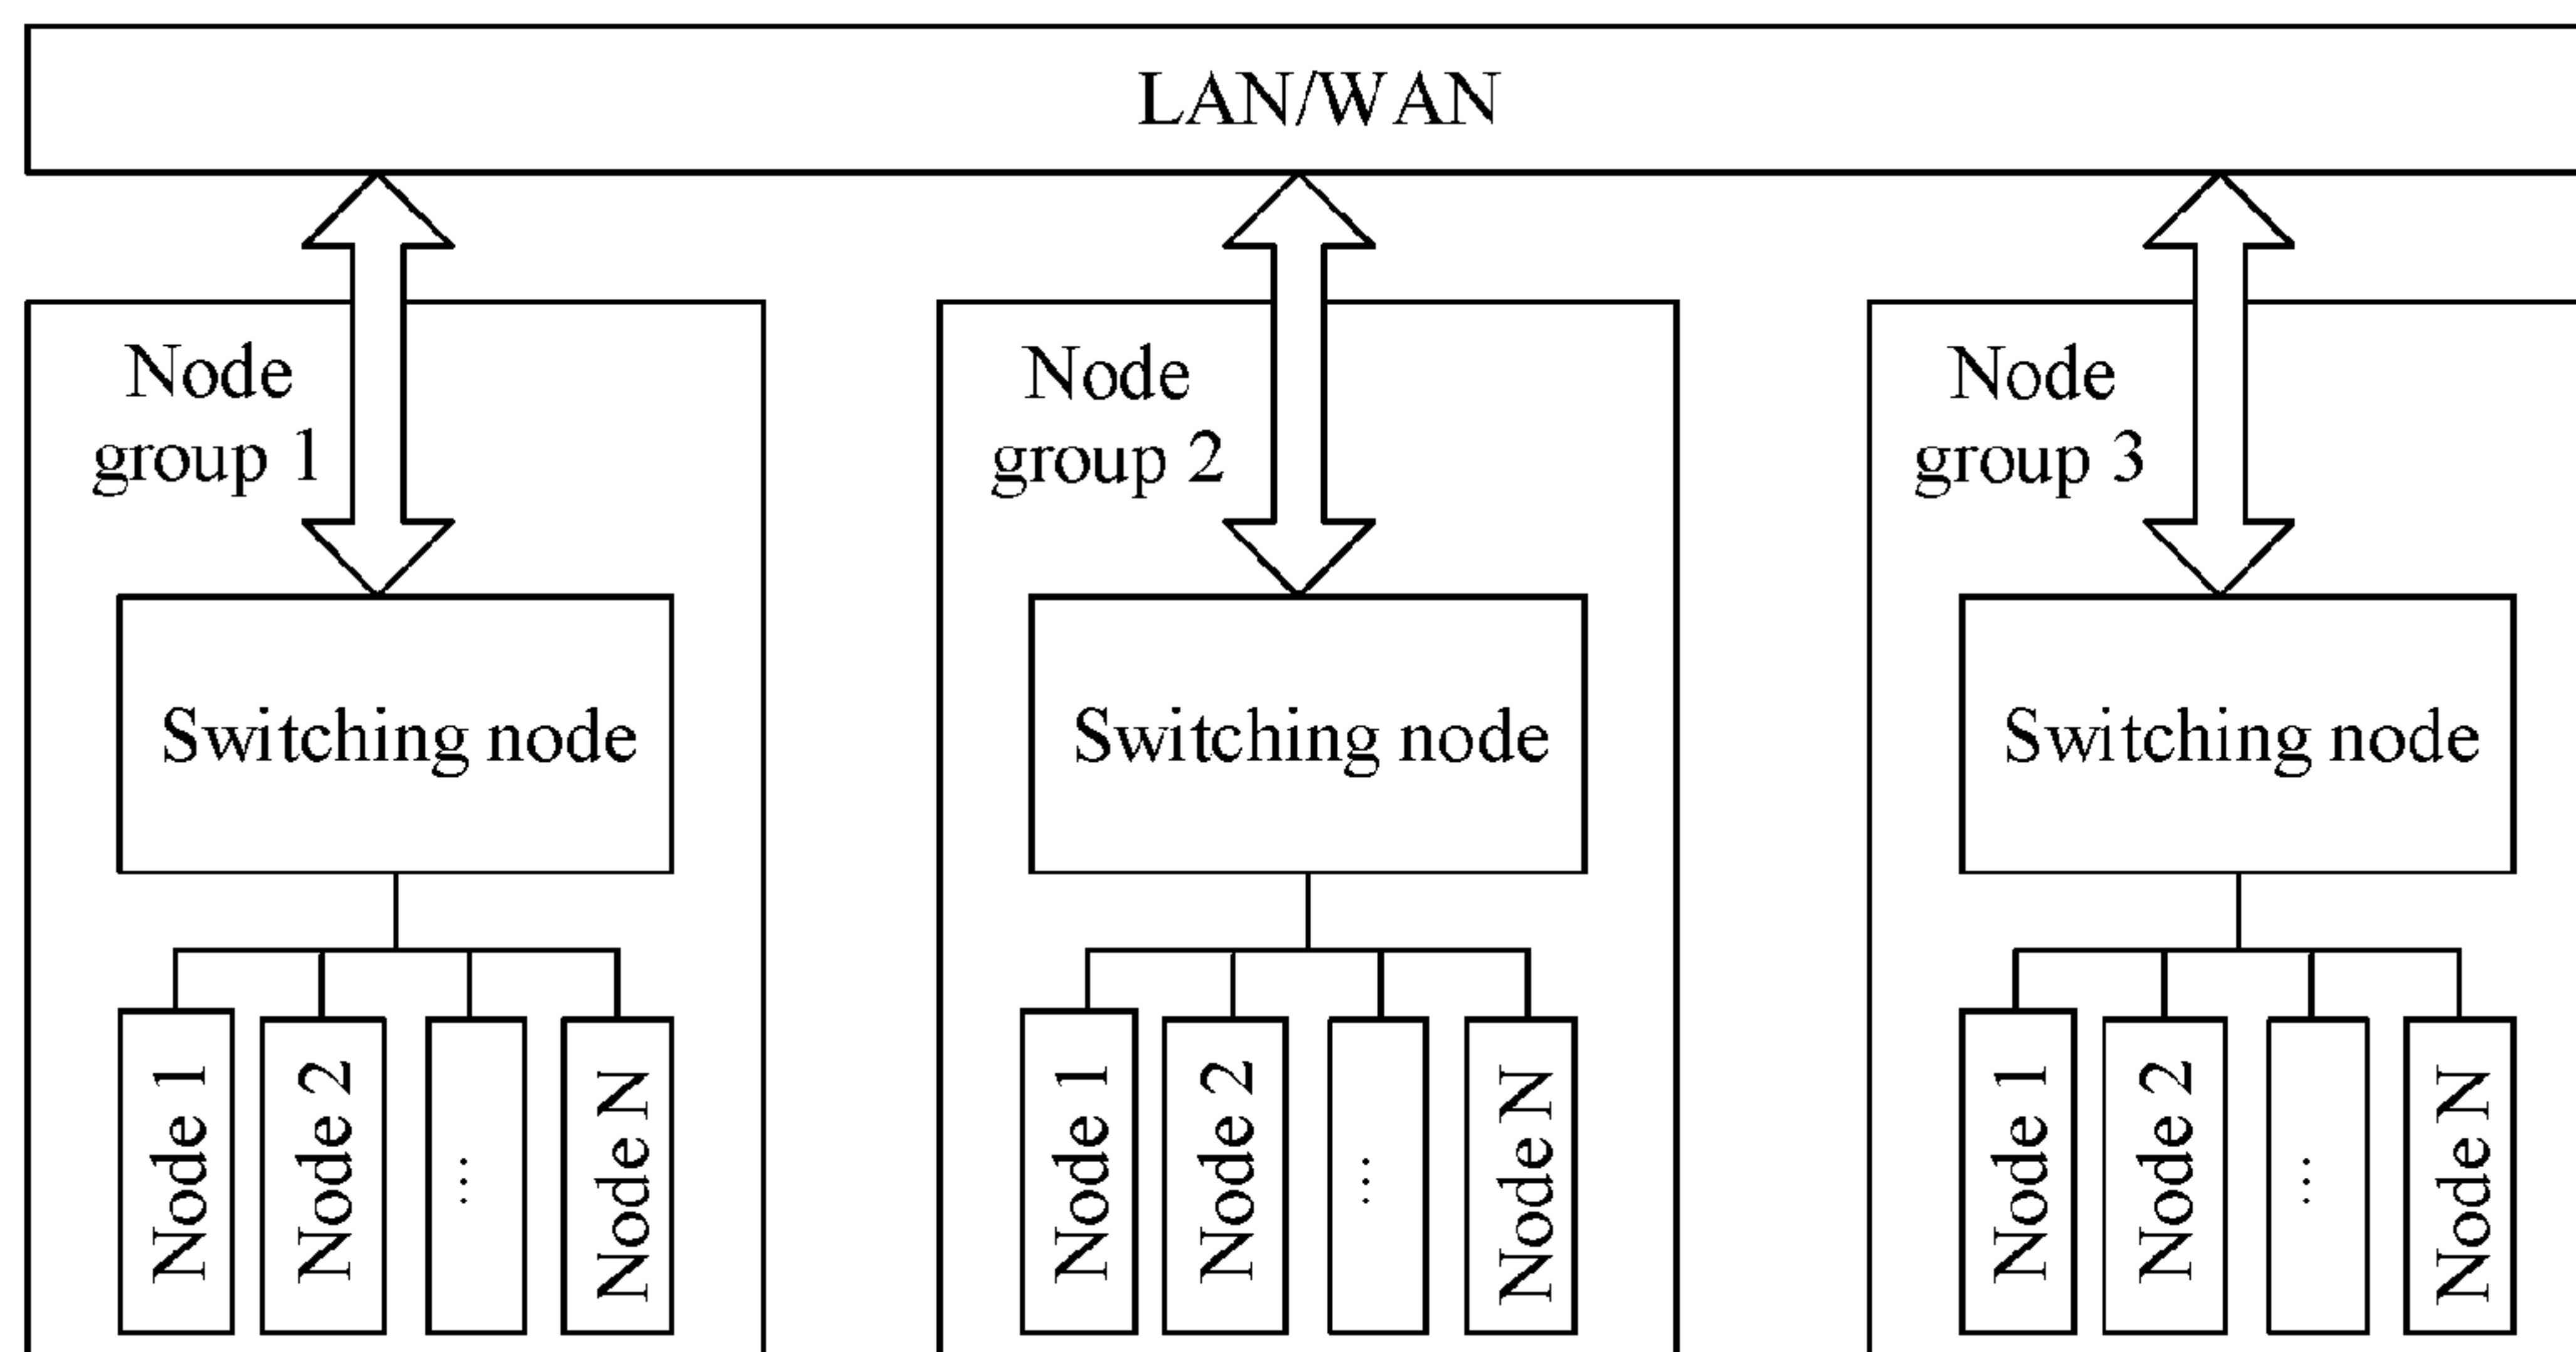 LAN/WAN
Node
group 1
Node
group 2
Node
group 3
Switching node
Switching node
Switching node
Node 1
Node 2
...
Node N
Node 1
Node 2
...
Node N
Node 1
Node 2
...
Node N